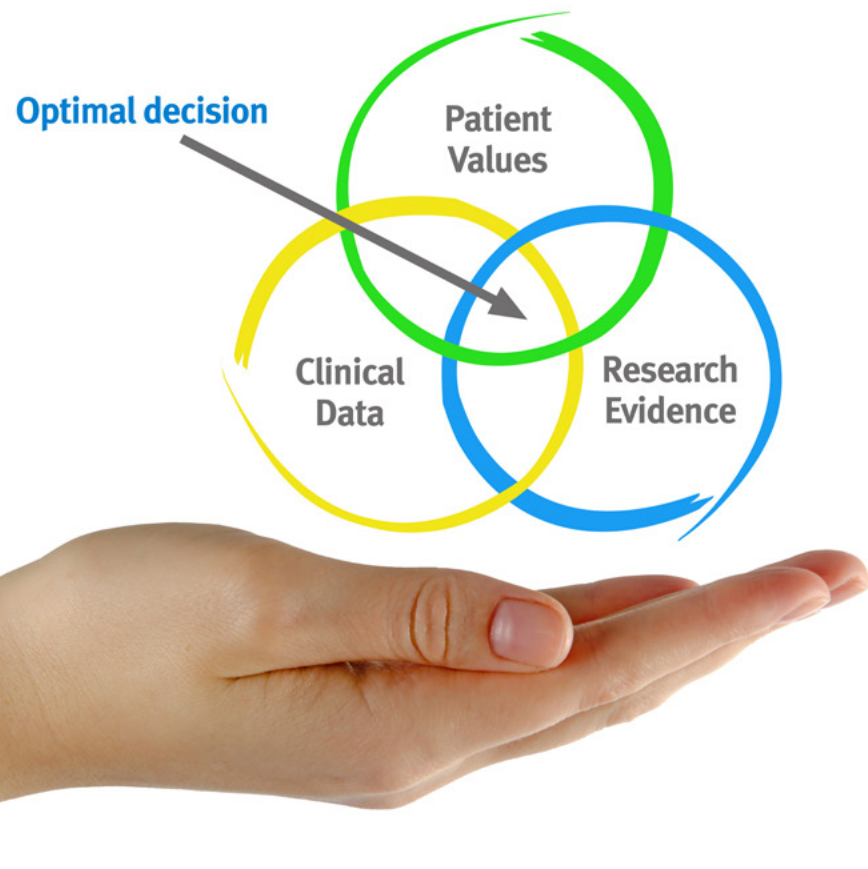 Optimal decision
Patient
Values
Clinical
Data
Research
Evidence